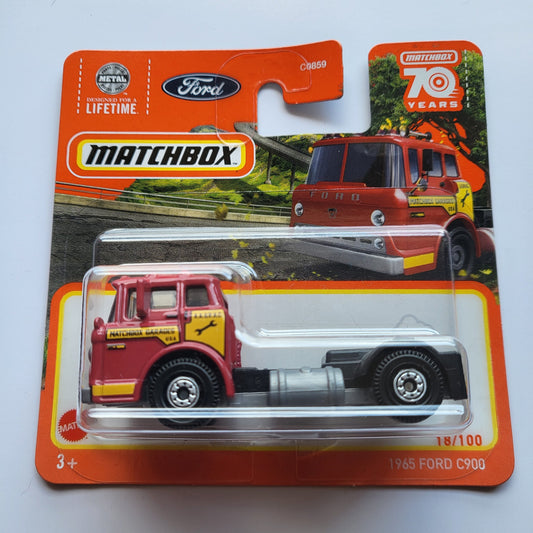 METAL
DESIGNED FOR A
LIFETIME.
Ford
C0859
MATCHBOX
70
YEARS
MATCHBOX
FORD
MATCHBOX GARAGES
USA
MATCHBOX GARAGES
USA
18/100
3+
1965 FORD C900